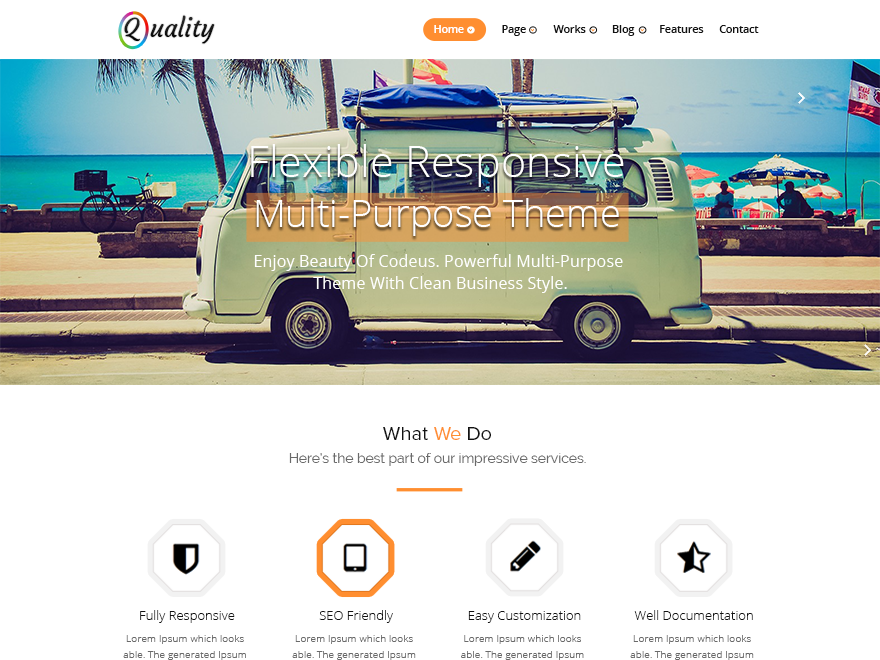 Quality
Home Page Works Blog Features Contact
Flexible Responsive
Multi-Purpose Theme
Enjoy Beauty Of Codeus. Powerful Multi-Purpose
Theme With Clean Business Style.
What We Do
Here's the best part of our impressive services.
Fully Responsive
Lorem Ipsum which looks
able. The generated Ipsum
SEO Friendly
Lorem Ipsum which looks
able. The generated Ipsum
Easy Customization
Lorem Ipsum which looks
able. The generated Ipsum
Well Documentation
Lorem Ipsum which looks
able. The generated Ipsum